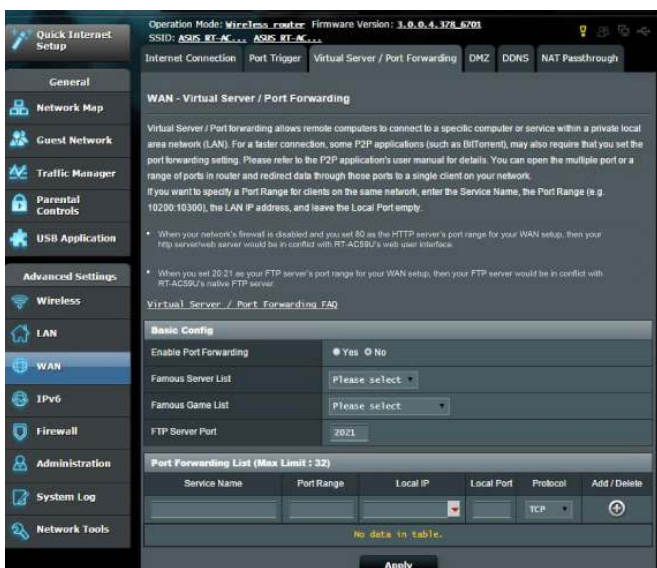 Quick Internet
Setup
Operation Mode: Wireless router Firmware Version: 3.0.0.4.378_6701
SSID: ASUS RT-AC... ASUS RT-AC...
Internet Connection Port Trigger Virtual Server / Port Forwarding DMZ DDNS NAT Passthrough
General
Network Map
Guest Network
Traffic Manager
Parental
Controls
USB Application
Advanced Settings
Wireless
LAN
WAN
IPv6
Firewall
Administration
System Log
Network Tools
WAN - Virtual Server / Port Forwarding
Virtual Server / Port forwarding allows remote computers to connect to a specific computer or service within a private local
area network (LAN). For a faster connection, some P2P applications (such as BitTorrent), may also require that you set the
port forwarding setting. Please refer to the P2P application's user manual for details. You can open the multiple port or a
range of ports in router and redirect data through those ports to a single client on your network.
If you want to specify a Port Range for clients on the same network, enter the Service Name, the Port Range (e.g.
10200:10300), the LAN IP address, and leave the Local Port empty.
• When your network's firewall is disabled and you set 80 as the HTTP server's port range for your WAN setup, then your
http server/web server would be in conflict with RT-AC59U's web user interface.
• When you set 20:21 as your FTP server's port range for your WAN setup, then your FTP server would be in conflict with
RT-AC59U's native FTP server.
Virtual Server / Port Forwarding FAQ
Basic Config
Enable Port Forwarding Yes No
Famous Server List Please select
Famous Game List Please select
FTP Server Port 2021
Port Forwarding List (Max Limit : 32)
Service Name Port Range Local IP Local Port Protocol Add / Delete
TCP
No data in table.
Apply